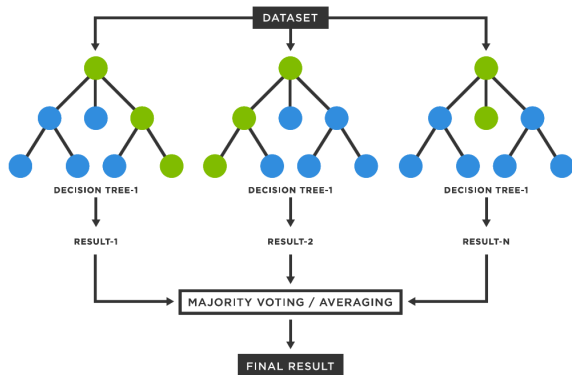 DATASET
DECISION TREE-1
DECISION TREE-1
DECISION TREE-1
RESULT-1
RESULT-2
RESULT-N
MAJORITY VOTING / AVERAGING
FINAL RESULT